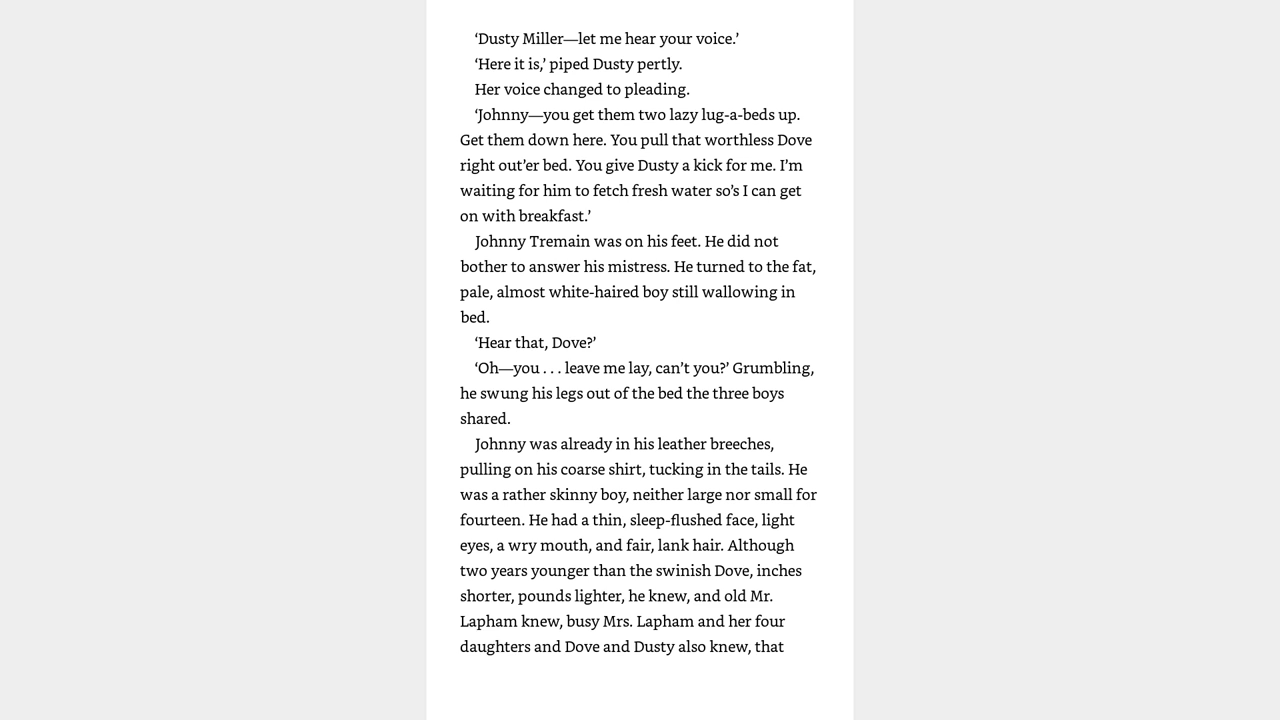 ‘Dusty Miller—let me hear your voice.’
‘Here it is,’ piped Dusty pertly.
Her voice changed to pleading.
‘Johnny—you get them two lazy lug-a-beds up.
Get them down here. You pull that worthless Dove
right out’er bed. You give Dusty a kick for me. I’m
waiting for him to fetch fresh water so’s I can get
on with breakfast.’
Johnny Tremain was on his feet. He did not
bother to answer his mistress. He turned to the fat,
pale, almost white-haired boy still wallowing in
bed.
‘Hear that, Dove?’
‘Oh—you . . . leave me lay, can’t you?’ Grumbling,
he swung his legs out of the bed the three boys
shared.
Johnny was already in his leather breeches,
pulling on his coarse shirt, tucking in the tails. He
was a rather skinny boy, neither large nor small for
fourteen. He had a thin, sleep-flushed face, light
eyes, a wry mouth, and fair, lank hair. Although
two years younger than the swinish Dove, inches
shorter, pounds lighter, he knew, and old Mr.
Lapham knew, busy Mrs. Lapham and her four
daughters and Dove and Dusty also knew, that